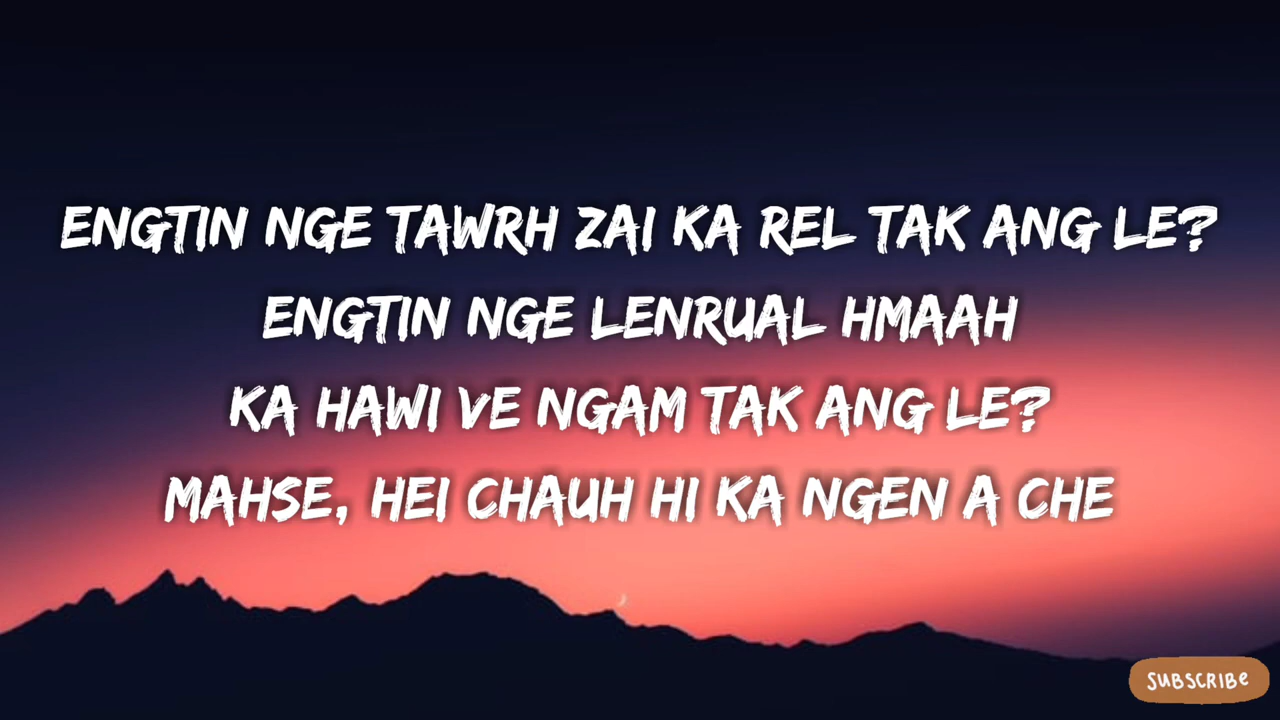 ENGTIN NGE TAWRH ZAI KA REL TAK ANG LE?
ENGTIN NGE LENRUAL HMAAH
KA HAWI VE NGAM TAK ANG LE?
MAHSE, HEI CHAUH HI KA NGEN A CHE
SUBSCRIBe